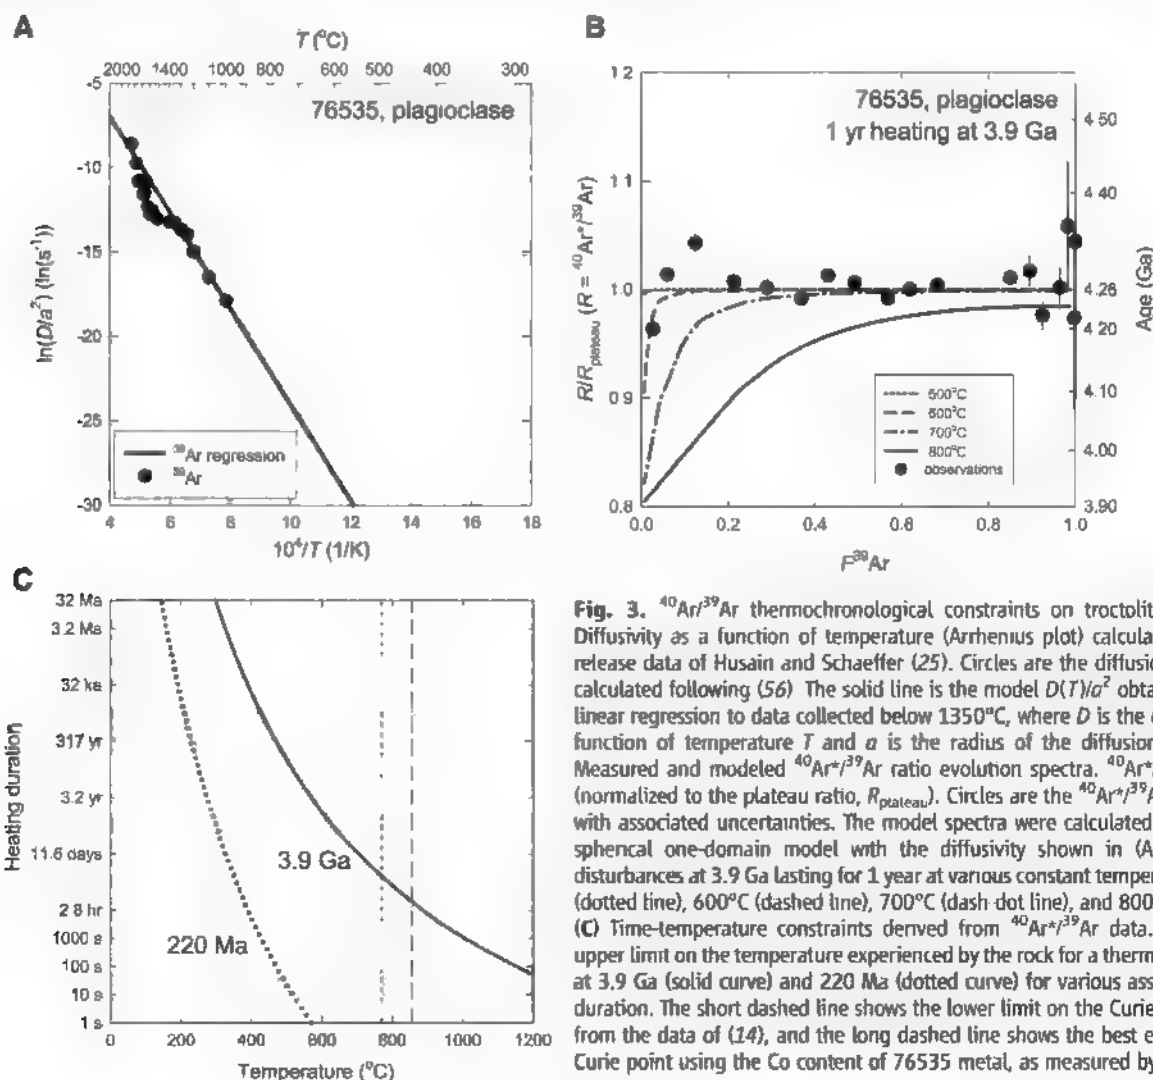 A
T (°C)
2000 1400 1000 800 600 500 400 300 260
76535, plagioclase
-5
-10
-15
-20
-25
-30
ln(D/a²) (ln(s⁻¹))
³⁹Ar regression
³⁹Ar
4 6 8 10 12 14 16 18
10⁴/T (1/K)
B
76535, plagioclase
1 yr heating at 3.9 Ga
1 2
1 1
1.0
0.9
0.8
R/Rplateau (R = ⁴⁰Ar*/³⁹Ar)
4 50
4.40
4.26
4.20
4.10
4.00
3.90
Age (Ga)
500°C
600°C
700°C
800°C
observations
0.0 0.2 0.4 0.6 0.8 1.0
F³⁹Ar
C
32 Ma
3.2 Ma
32 ka
317 yr
3.2 yr
11.6 days
2 8 hr
1000 s
100 s
10 s
1 s
Heating duration
3.9 Ga
220 Ma
0 200 400 600 800 1000 1200
Temperature (°C)
Fig. 3. ⁴⁰Ar/³⁹Ar thermochronological constraints on troctolit
Diffusivity as a function of temperature (Arrhenius plot) calcula
release data of Husain and Schaeffer (25). Circles are the diffusio
calculated following (56) The solid line is the model D(T)/a² obta
linear regression to data collected below 1350°C, where D is the
function of temperature T and a is the radius of the diffusion
Measured and modeled ⁴⁰Ar*/³⁹Ar ratio evolution spectra. ⁴⁰Ar*
(normalized to the plateau ratio, Rplateau). Circles are the ⁴⁰Ar*/³⁹A
with associated uncertainties. The model spectra were calculated
spherical one-domain model with the diffusivity shown in (A
disturbances at 3.9 Ga lasting for 1 year at various constant temper
(dotted line), 600°C (dashed line), 700°C (dash dot line), and 800
(C) Time-temperature constraints derived from ⁴⁰Ar*/³⁹Ar data.
upper limit on the temperature experienced by the rock for a therm
at 3.9 Ga (solid curve) and 220 Ma (dotted curve) for various ass
duration. The short dashed line shows the lower limit on the Curie
from the data of (14), and the long dashed line shows the best e
Curie point using the Co content of 76535 metal, as measured by